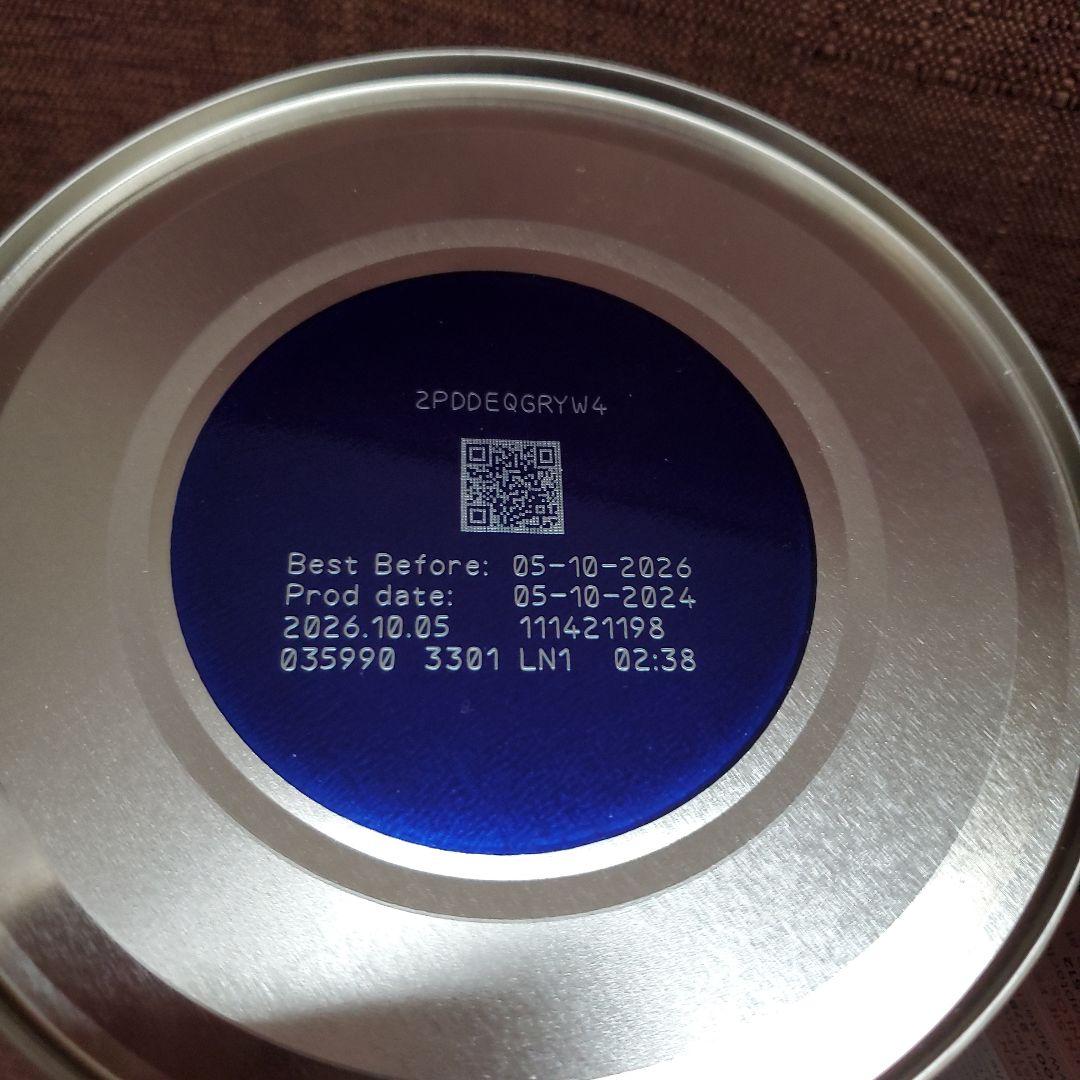 2PDDEQGRYW4
Best Before: 05-10-2026
Prod date: 05-10-2024
2026.10.05 111421198
035990 3301 LN1 02:38